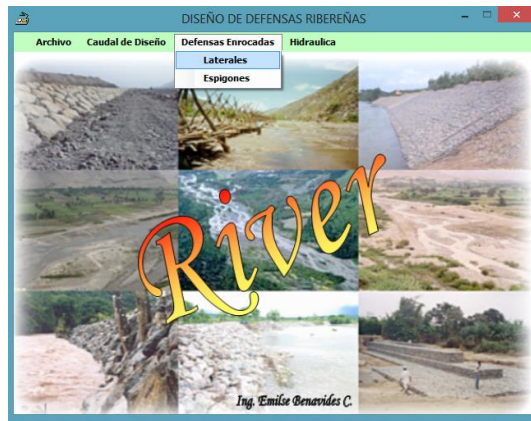 DISEÑO DE DEFENSAS RIBEREÑAS
Archivo Caudal de Diseño Defensas Enrocadas Hidraulica
Laterales
Espigones
River
Ing. Emilse Benavides C.